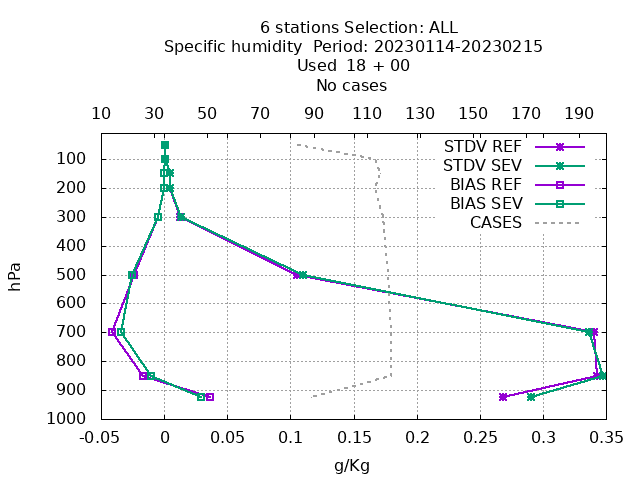 6 stations Selection: ALL
Specific humidity  Period: 20230114-20230215
Used  18 + 00
No cases
10 30 50 70 90 110 130 150 170 190
STDV REF
STDV SEV
BIAS REF
BIAS SEV
CASES
hPa
100
200
300
400
500
600
700
800
900
1000
-0.05 0 0.05 0.1 0.15 0.2 0.25 0.3 0.35
g/Kg